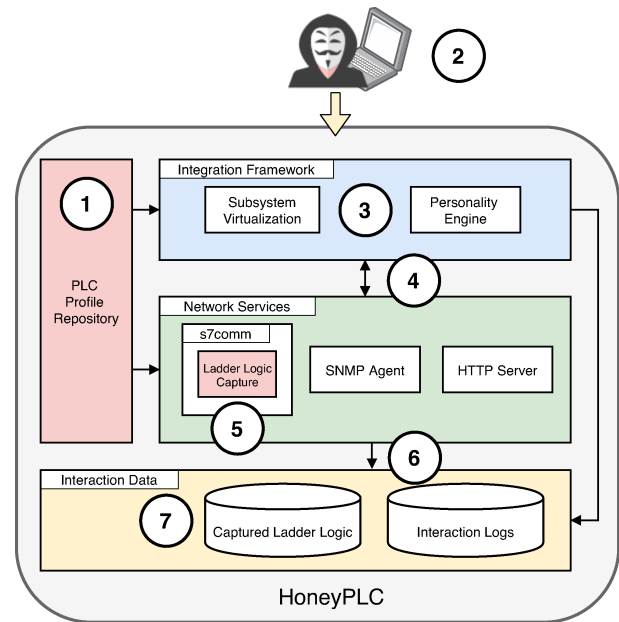 2
1
PLC
Profile
Repository
Integration Framework
Subsystem
Virtualization
3
Personality
Engine
4
Network Services
s7comm
Ladder Logic
Capture
SNMP Agent
HTTP Server
5
6
Interaction Data
7
Captured Ladder Logic
Interaction Logs
HoneyPLC